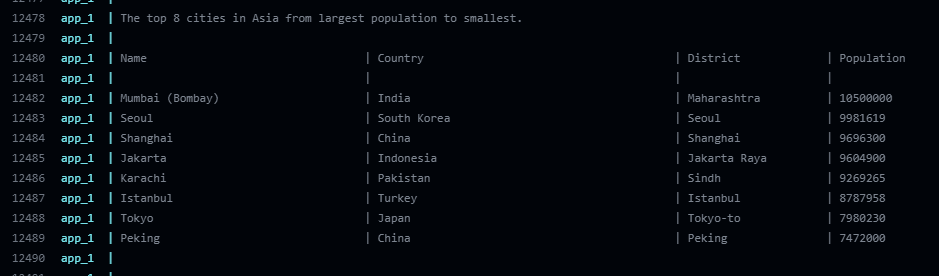 12478 app_1 | The top 8 cities in Asia from largest population to smallest.
12479 app_1 |
12480 app_1 | Name | Country | District | Population
12481 app_1 | | | |
12482 app_1 | Mumbai (Bombay) | India | Maharashtra | 10500000
12483 app_1 | Seoul | South Korea | Seoul | 9981619
12484 app_1 | Shanghai | China | Shanghai | 9696300
12485 app_1 | Jakarta | Indonesia | Jakarta Raya | 9604900
12486 app_1 | Karachi | Pakistan | Sindh | 9269265
12487 app_1 | Istanbul | Turkey | Istanbul | 8787958
12488 app_1 | Tokyo | Japan | Tokyo-to | 7980230
12489 app_1 | Peking | China | Peking | 7472000
12490 app_1 |